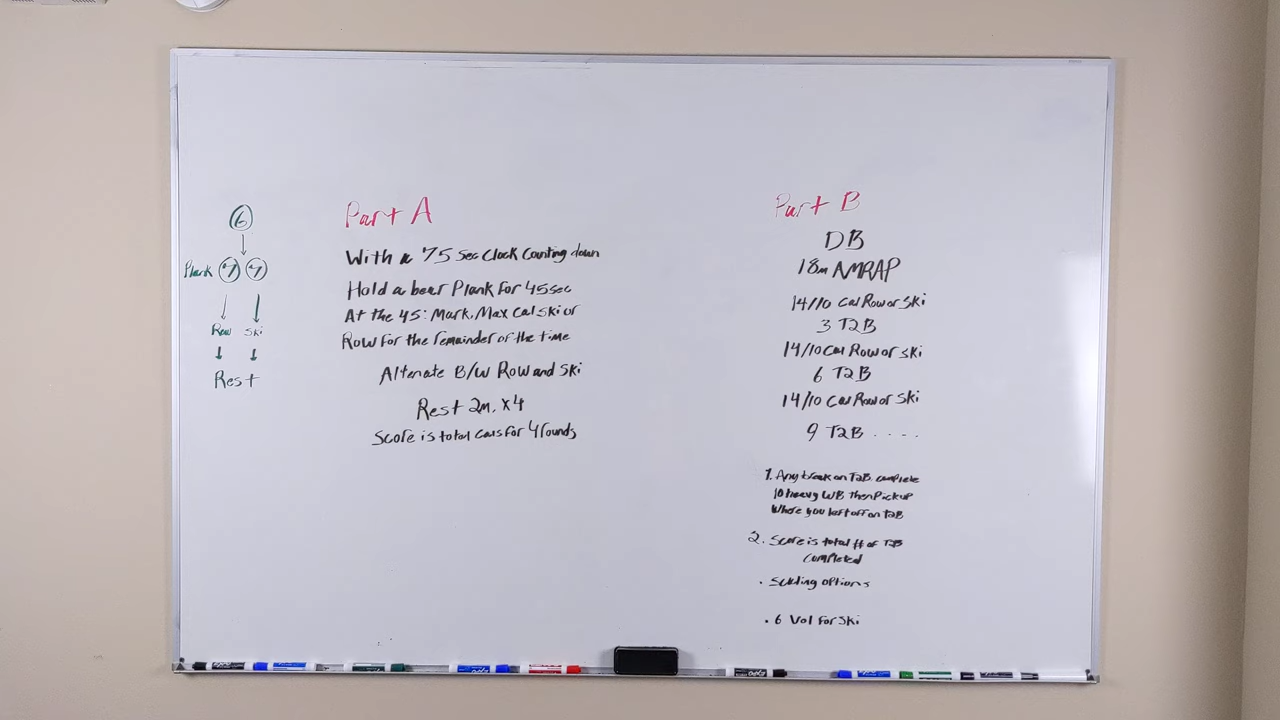 6
Plank 7 7
Row Ski
Rest
Part A
With a 75 sec Clock Counting down
Hold a bear Plank for 45sec
At the 45: Mark, Max Cal Ski or
Row for the remainder of the time
Alternate B/w Row and Ski
Rest 2m. x4
Score is total Cals for 4 rounds
Part B
DB
18m AMRAP
14/10 Cal Row or Ski
3 T2B
14/10 Cal Row or Ski
6 T2B
14/10 Cal Row or Ski
9 T2B ....
1. Any break on T2B complete
10 heavy WB then Pick up
Where you left off on T2B
2. Score is total # of T2B
completed
. Scaling options
. 6 Vol for Ski